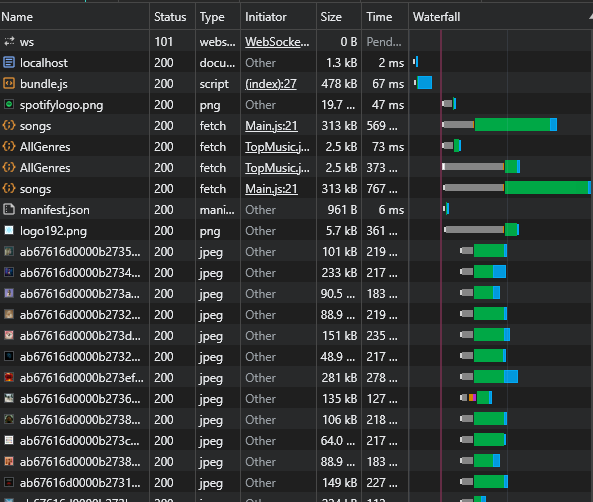 Name Status Type Initiator Size Time Waterfall
ws 101 webs... WebSocke... 0 B Pend...
localhost 200 docu... Other 1.3 kB 2 ms
bundle.js 200 script (index):27 478 kB 67 ms
spotifylogo.png 200 png Other 19.7 ... 47 ms
songs 200 fetch Main.js:21 313 kB 569 ...
AllGenres 200 fetch TopMusic.j... 2.5 kB 73 ms
AllGenres 200 fetch TopMusic.j... 2.5 kB 373 ...
songs 200 fetch Main.js:21 313 kB 767 ...
manifest.json 200 mani... Other 961 B 6 ms
logo192.png 200 png Other 5.7 kB 361 ...
ab67616d0000b2735... 200 jpeg Other 101 kB 219 ...
ab67616d0000b2734... 200 jpeg Other 233 kB 217 ...
ab67616d0000b273a... 200 jpeg Other 90.5 ... 183 ...
ab67616d0000b2732... 200 jpeg Other 88.9 ... 219 ...
ab67616d0000b273d... 200 jpeg Other 151 kB 235 ...
ab67616d0000b2732... 200 jpeg Other 48.9 ... 217 ...
ab67616d0000b273ef... 200 jpeg Other 281 kB 278 ...
ab67616d0000b2736... 200 jpeg Other 135 kB 127 ...
ab67616d0000b2738... 200 jpeg Other 106 kB 218 ...
ab67616d0000b273c... 200 jpeg Other 64.0 ... 217 ...
ab67616d0000b2738... 200 jpeg Other 88.9 ... 183 ...
ab67616d0000b2731... 200 jpeg Other 149 kB 227 ...